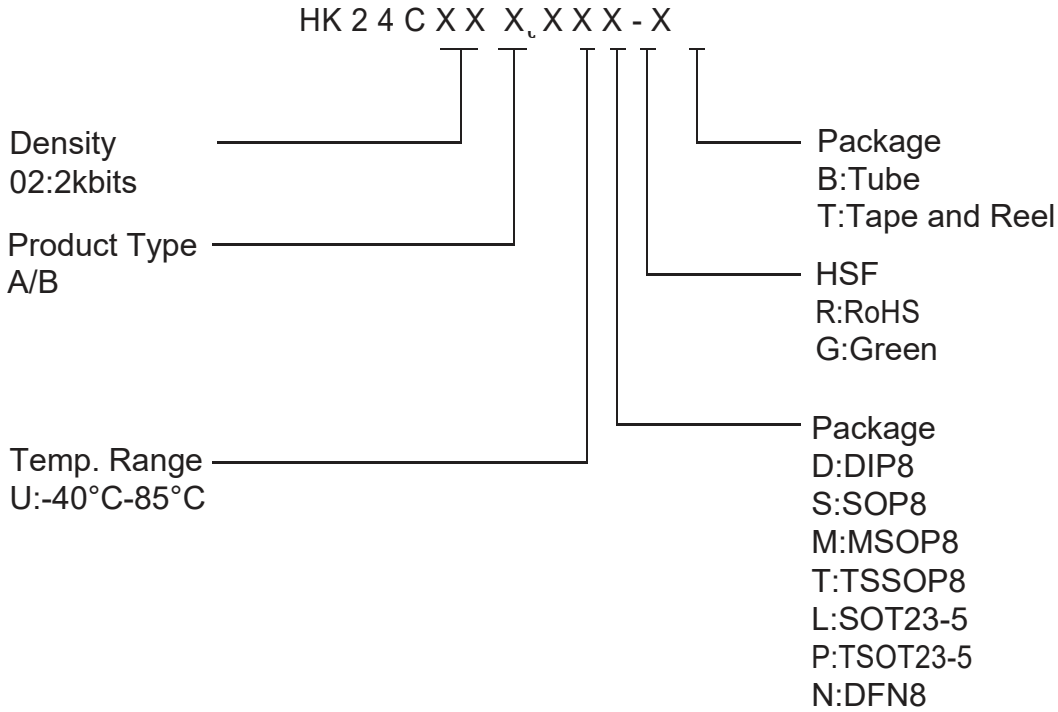 HK 2 4 C X X X X X X - X
Density
02:2kbits
Product Type
A/B
Temp. Range
U:-40°C-85°C
Package
B:Tube
T:Tape and Reel
HSF
R:RoHS
G:Green
Package
D:DIP8
S:SOP8
M:MSOP8
T:TSSOP8
L:SOT23-5
P:TSOT23-5
N:DFN8